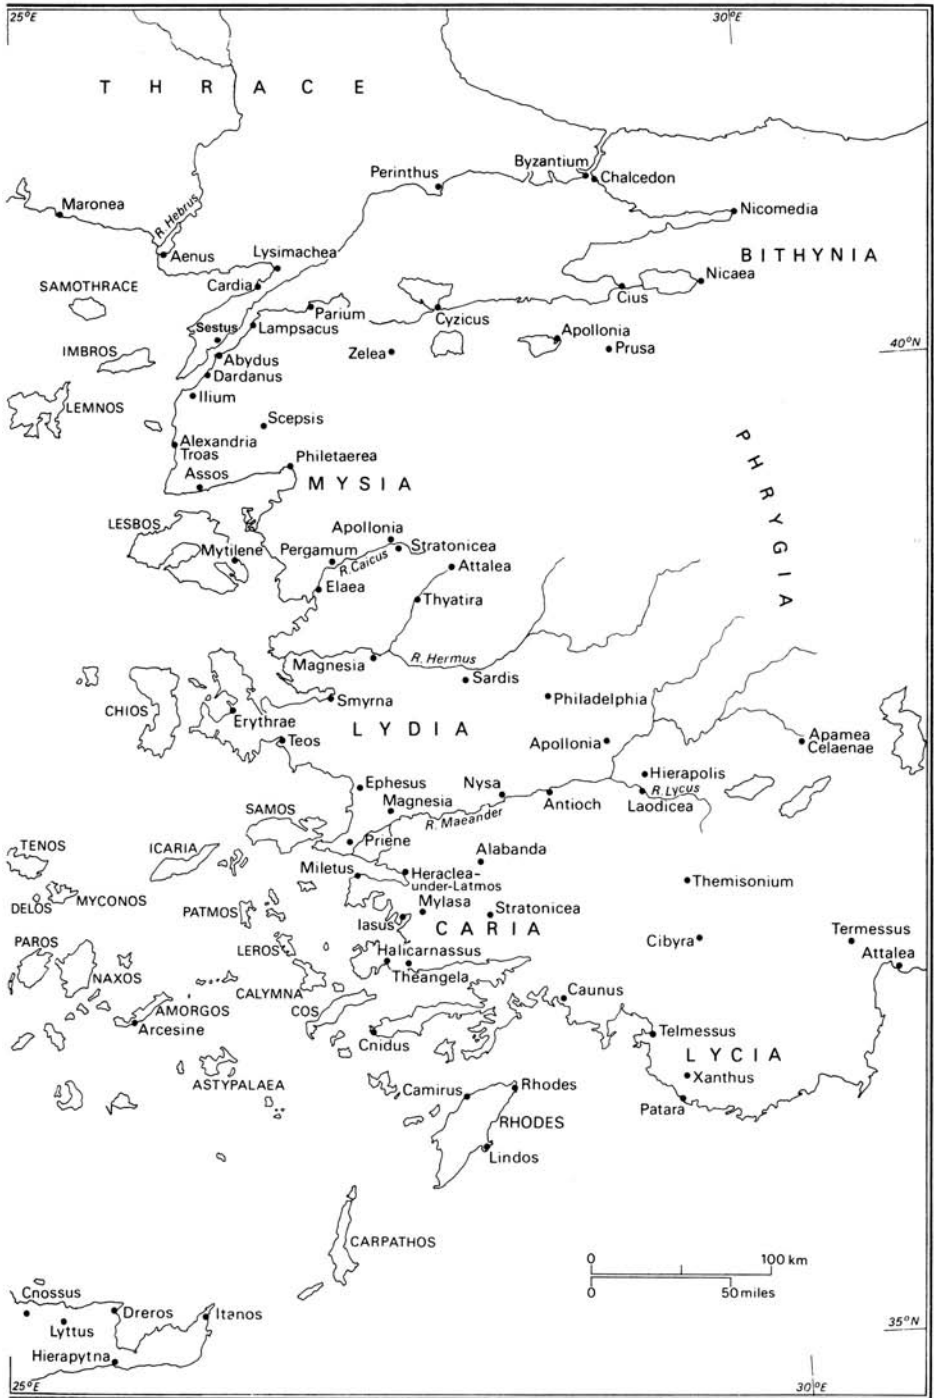 25°E
30°E
THRACE
Byzantium
Perinthus
Chalcedon
Maronea
R. Hebrus
Nicomedia
Aenus
Lysimachea
BITHYNIA
Nicaea
Cardia
SAMOTHRACE
Cius
Parium
Cyzicus
Sestus
Lampsacus
Apollonia
40°N
IMBROS
Abydus
Zelea
Prusa
Dardanus
Ilium
LEMNOS
Scepsis
Alexandria
Troas
Philetaerea
PHRYGIA
Assos
MYSIA
LESBOS
Apollonia
Mytilene
Pergamum
Stratonicea
R. Caicus
Attalea
Elaea
Thyatira
Magnesia
R. Hermus
Sardis
Smyrna
Philadelphia
CHIOS
Erythrae
LYDIA
Teos
Apollonia
Apamea
Celaenae
Ephesus
Nysa
Hierapolis
R. Lycus
Magnesia
Antioch
Laodicea
SAMOS
R. Maeander
Priene
TENOS
ICARIA
Alabanda
Miletus
Heraclea-
under-Latmos
Themisonium
DELOS
MYCONOS
PATMOS
Mylasa
Stratonicea
Iasus
CARIA
PAROS
LEROS
Halicarnassus
Cibyra
Termessus
Attalea
NAXOS
Theangela
CALYMNA
Caunus
AMORGOS
COS
Arcesine
Cnidus
Telmessus
LYCIA
ASTYPALAEA
Xanthus
Camirus
Rhodes
Patara
RHODES
Lindos
CARPATHOS
0 100 km
0 50 miles
Cnossus
Dreros
Itanos
Lyttus
35°N
Hierapytna
25°E
30°E